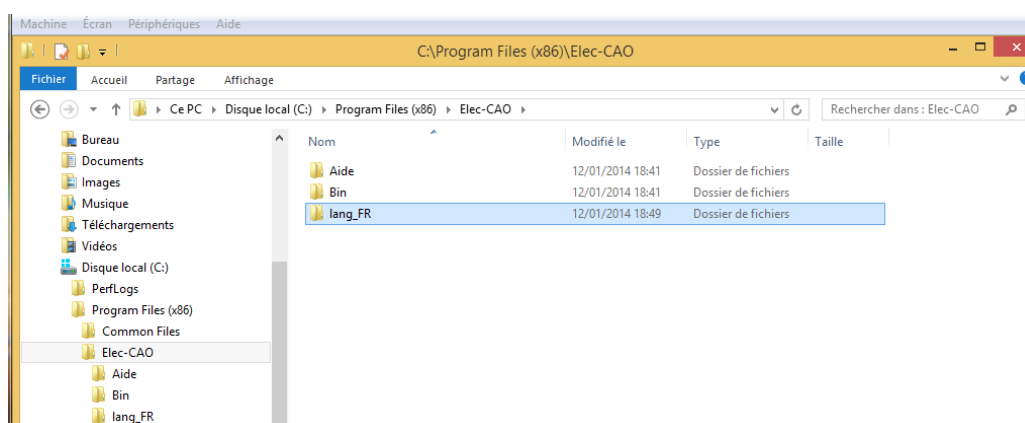 Machine Écran Périphériques Aide
C:\Program Files (x86)\Elec-CAO
Fichier Accueil Partage Affichage
Ce PC Disque local (C:) Program Files (x86) Elec-CAO Rechercher dans : Elec-CAO
Bureau Nom Modifié le Type Taille
Documents
Aide 12/01/2014 18:41 Dossier de fichiers
Images
Bin 12/01/2014 18:41 Dossier de fichiers
Musique
lang_FR 12/01/2014 18:49 Dossier de fichiers
Téléchargements
Vidéos
Disque local (C:)
PerfLogs
Program Files (x86)
Common Files
Elec-CAO
Aide
Bin
lang_FR